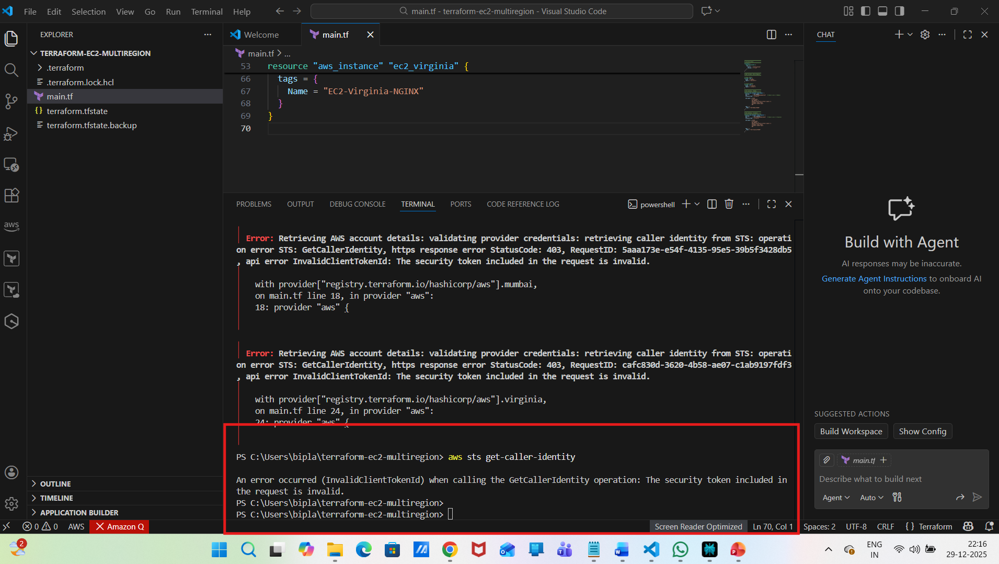 File Edit Selection View Go Run Terminal Help
main.tf - terraform-ec2-multiregion - Visual Studio Code
EXPLORER
TERRAFORM-EC2-MULTIREGION
.terraform
.terraform.lock.hcl
main.tf
terraform.tfstate
terraform.tfstate.backup
OUTLINE
TIMELINE
APPLICATION BUILDER
aws
Welcome
main.tf
main.tf > ...
53 resource "aws_instance" "ec2_virginia" {
66 tags = {
67 Name = "EC2-Virginia-NGINX"
68 }
69 }
70
PROBLEMS OUTPUT DEBUG CONSOLE TERMINAL PORTS CODE REFERENCE LOG
powershell
Error: Retrieving AWS account details: validating provider credentials: retrieving caller identity from STS: operati
on error STS: GetCallerIdentity, https response error StatusCode: 403, RequestID: 5aaa173e-e54f-4135-95e5-39b5f3428db5
, api error InvalidClientTokenId: The security token included in the request is invalid.
with provider["registry.terraform.io/hashicorp/aws"].mumbai,
on main.tf line 18, in provider "aws":
18: provider "aws" {
Error: Retrieving AWS account details: validating provider credentials: retrieving caller identity from STS: operati
on error STS: GetCallerIdentity, https response error StatusCode: 403, RequestID: cafc830d-3620-4b58-ae07-c1ab9197fdf3
, api error InvalidClientTokenId: The security token included in the request is invalid.
with provider["registry.terraform.io/hashicorp/aws"].virginia,
on main.tf line 24, in provider "aws":
24: provider "aws" {
PS C:\Users\bipla\terraform-ec2-multiregion> aws sts get-caller-identity
An error occurred (InvalidClientTokenId) when calling the GetCallerIdentity operation: The security token included in
the request is invalid.
PS C:\Users\bipla\terraform-ec2-multiregion>
PS C:\Users\bipla\terraform-ec2-multiregion>
CHAT
Build with Agent
AI responses may be inaccurate.
Generate Agent Instructions to onboard AI
onto your codebase.
SUGGESTED ACTIONS
Build Workspace
Show Config
main.tf
Describe what to build next
Agent
Auto
0 0 AWS Amazon Q
Screen Reader Optimized Ln 70, Col 1 Spaces: 2 UTF-8 CRLF { } Terraform
2
ENG
IN
22:16
29-12-2025